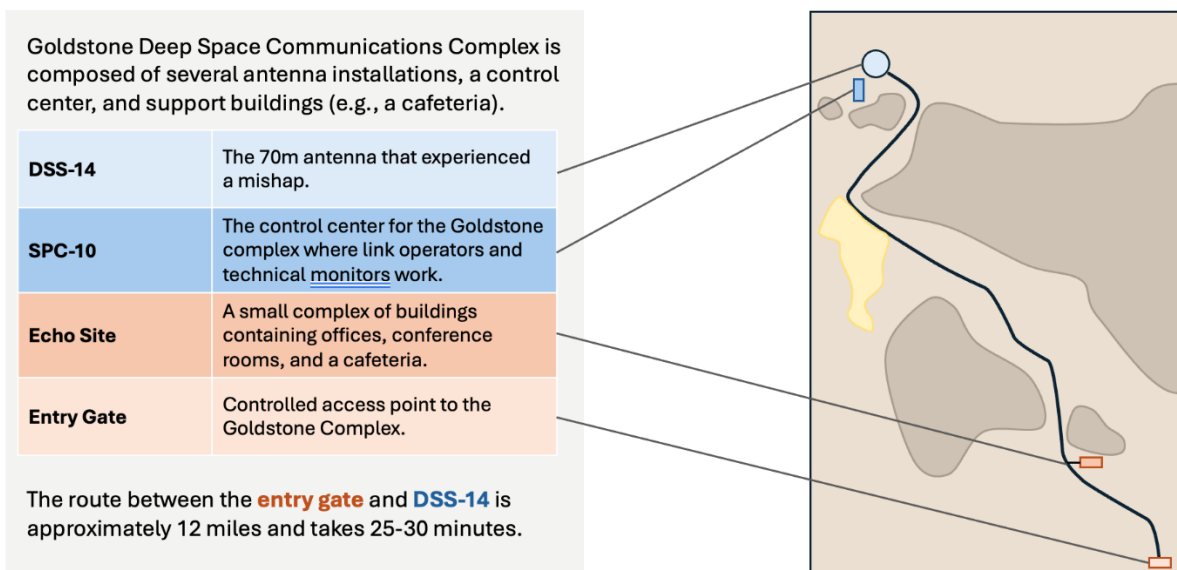 Goldstone Deep Space Communications Complex is
composed of several antenna installations, a control
center, and support buildings (e.g., a cafeteria).
DSS-14
The 70m antenna that experienced
a mishap.
SPC-10
The control center for the Goldstone
complex where link operators and
technical monitors work.
Echo Site
A small complex of buildings
containing offices, conference
rooms, and a cafeteria.
Entry Gate
Controlled access point to the
Goldstone Complex.
The route between the entry gate and DSS-14 is
approximately 12 miles and takes 25-30 minutes.